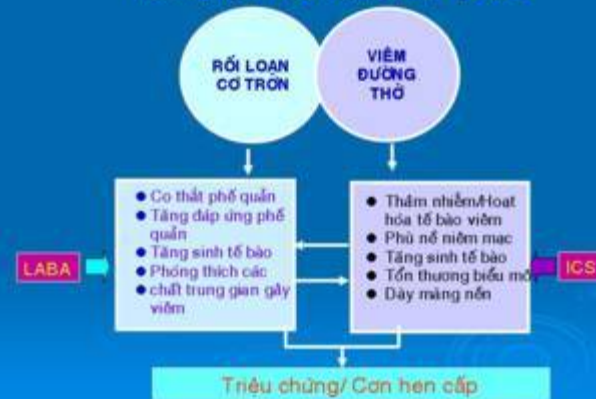 RỐI LOẠN
CƠ TRƠN
VIÊM
ĐƯỜNG
THỞ
Co thắt phế quản
Tăng đáp ứng phế
quản
Tăng sinh tế bào
Phóng thích các
chất trung gian gây
viêm
Thâm nhiễm/Hoạt
hóa tế bào viêm
Phù nề niêm mạc
Tăng sinh tế bào
Tổn thương biểu mô
Dày màng nền
LABA
ICS
Triệu chứng/ Cơn hen cấp